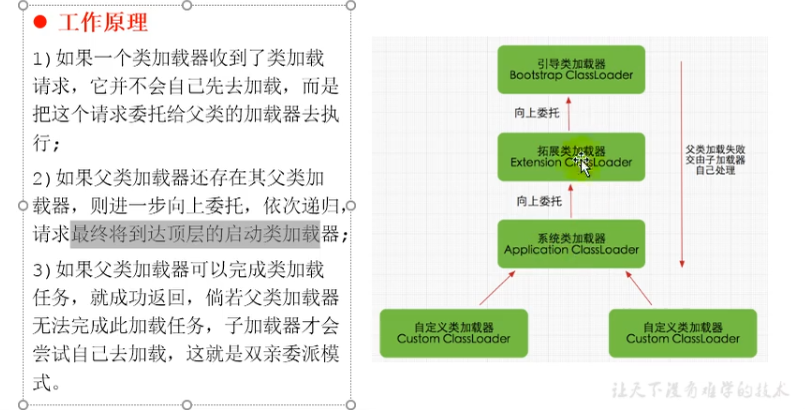 ● 工作原理
1)如果一个类加载器收到了类加载
请求，它并不会自己先去加载，而是
把这个请求委托给父类的加载器去执
行；
2)如果父类加载器还存在其父类加
载器，则进一步向上委托，依次递归，
请求最终将到达顶层的启动类加载器；
3)如果父类加载器可以完成类加载
任务，就成功返回，倘若父类加载器
无法完成此加载任务，子加载器才会
尝试自己去加载，这就是双亲委派模
式。
引导类加载器
Bootstrap ClassLoader
向上委托
拓展类加载器
Extension ClassLoader
向上委托
系统类加载器
Application ClassLoader
父类加载失败
交由子加载器
自己处理
自定义类加载器
Custom ClassLoader
自定义类加载器
Custom ClassLoader
让天下没有难学的技术